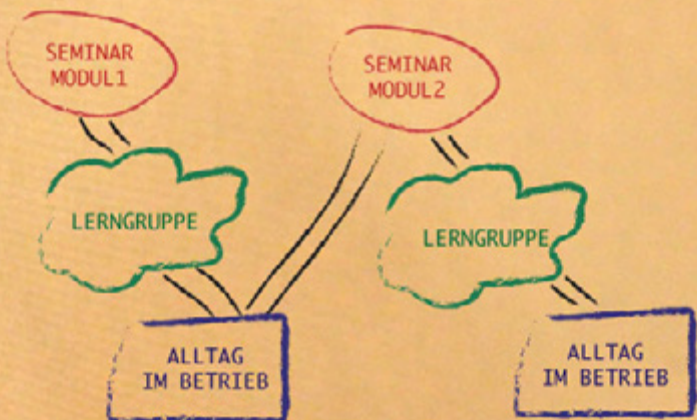 SEMINAR
MODUL1
LERNGRUPPE
ALLTAG
IM BETRIEB
SEMINAR
MODUL2
LERNGRUPPE
ALLTAG
IM BETRIEB